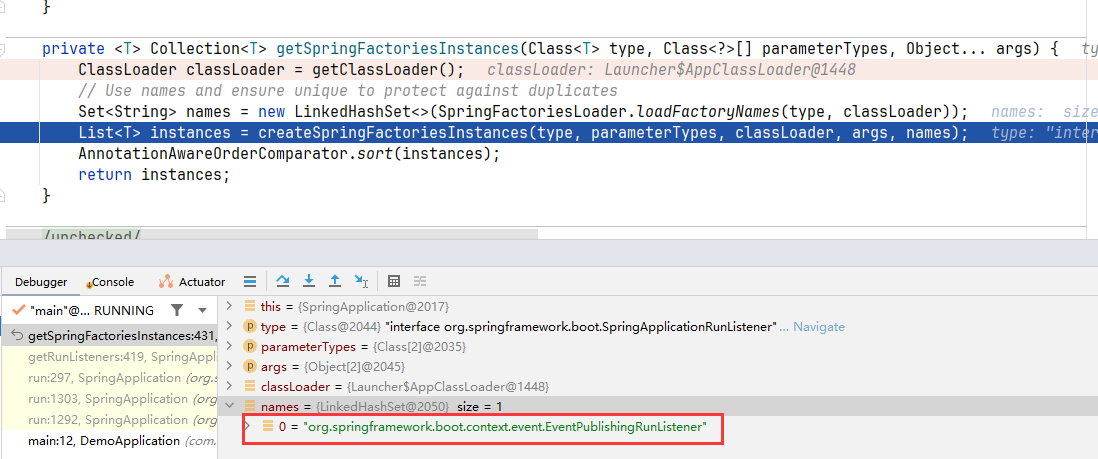 }
private <T> Collection<T> getSpringFactoriesInstances(Class<T> type, Class<?>[] parameterTypes, Object... args) {   ty
ClassLoader classLoader = getClassLoader();   classLoader: Launcher$AppClassLoader@1448
// Use names and ensure unique to protect against duplicates
Set<String> names = new LinkedHashSet<>(SpringFactoriesLoader.loadFactoryNames(type, classLoader));   names:  size
List<T> instances = createSpringFactoriesInstances(type, parameterTypes, classLoader, args, names);   type: "inter
AnnotationAwareOrderComparator.sort(instances);
return instances;
}
/unchecked/
Debugger Console Actuator
"main"@... RUNNING
getSpringFactoriesInstances:431,
getRunListeners:419, SpringAppl
run:297, SpringApplication (org.s
run:1303, SpringApplication (org.
run:1292, SpringApplication (org.
main:12, DemoApplication (com.
this = {SpringApplication@2017}
type = {Class@2044} "interface org.springframework.boot.SpringApplicationRunListener"... Navigate
parameterTypes = {Class[2]@2035}
args = {Object[2]@2045}
classLoader = {Launcher$AppClassLoader@1448}
names = {LinkedHashSet@2050}  size = 1
0 = "org.springframework.boot.context.event.EventPublishingRunListener"